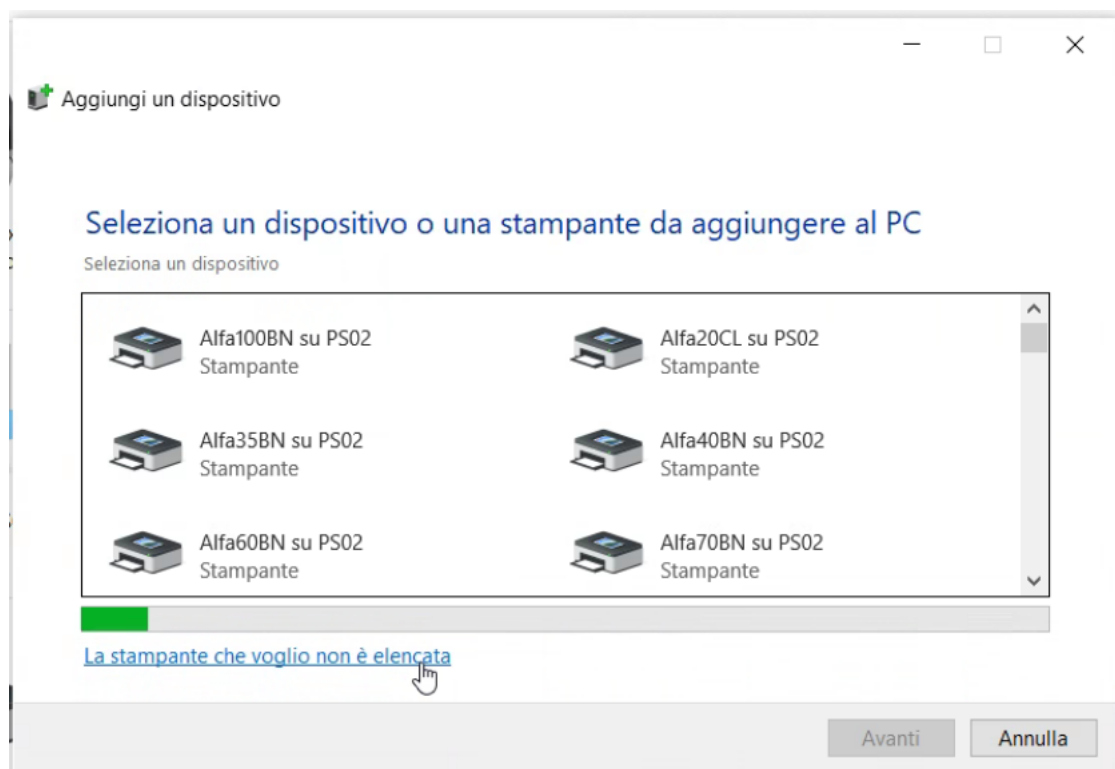 Aggiungi un dispositivo
Seleziona un dispositivo o una stampante da aggiungere al PC
Seleziona un dispositivo
Alfa100BN su PS02
Stampante
Alfa20CL su PS02
Stampante
Alfa35BN su PS02
Stampante
Alfa40BN su PS02
Stampante
Alfa60BN su PS02
Stampante
Alfa70BN su PS02
Stampante
La stampante che voglio non è elencata
Avanti
Annulla